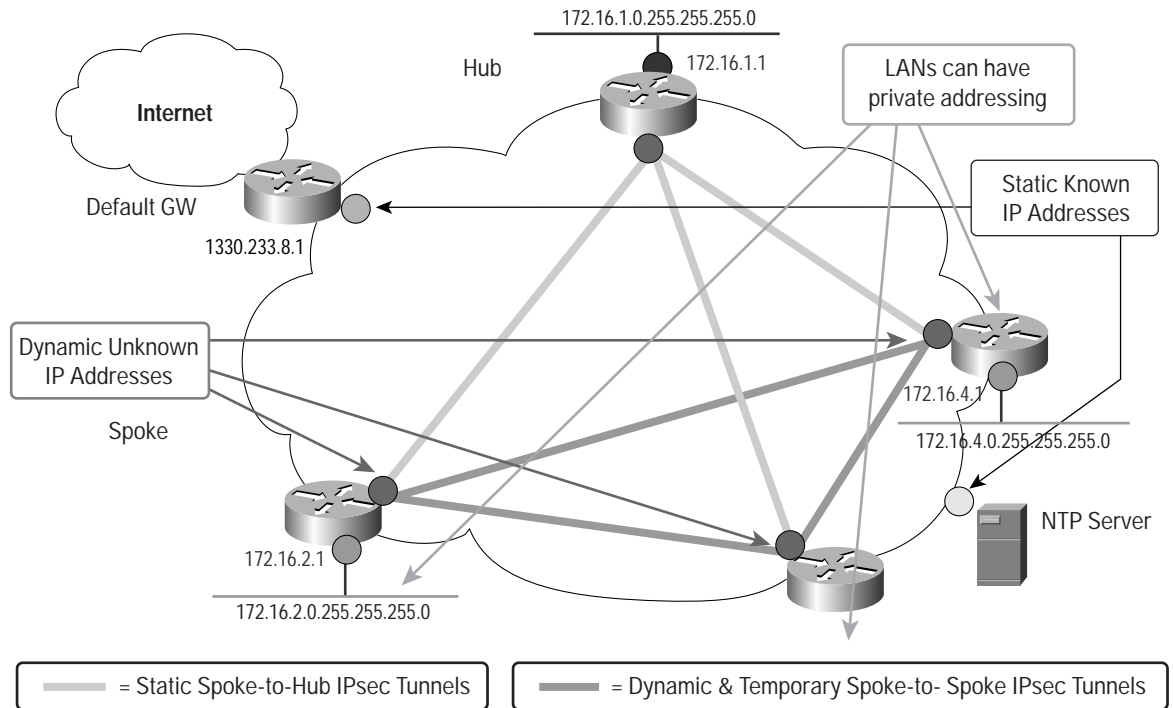 172.16.1.0.255.255.255.0
Hub
172.16.1.1
LANs can have
private addressing
Internet
Default GW
1330.233.8.1
Static Known
IP Addresses
Dynamic Unknown
IP Addresses
Spoke
172.16.4.1
172.16.4.0.255.255.255.0
NTP Server
172.16.2.1
172.16.2.0.255.255.255.0
= Static Spoke-to-Hub IPsec Tunnels
= Dynamic & Temporary Spoke-to- Spoke IPsec Tunnels